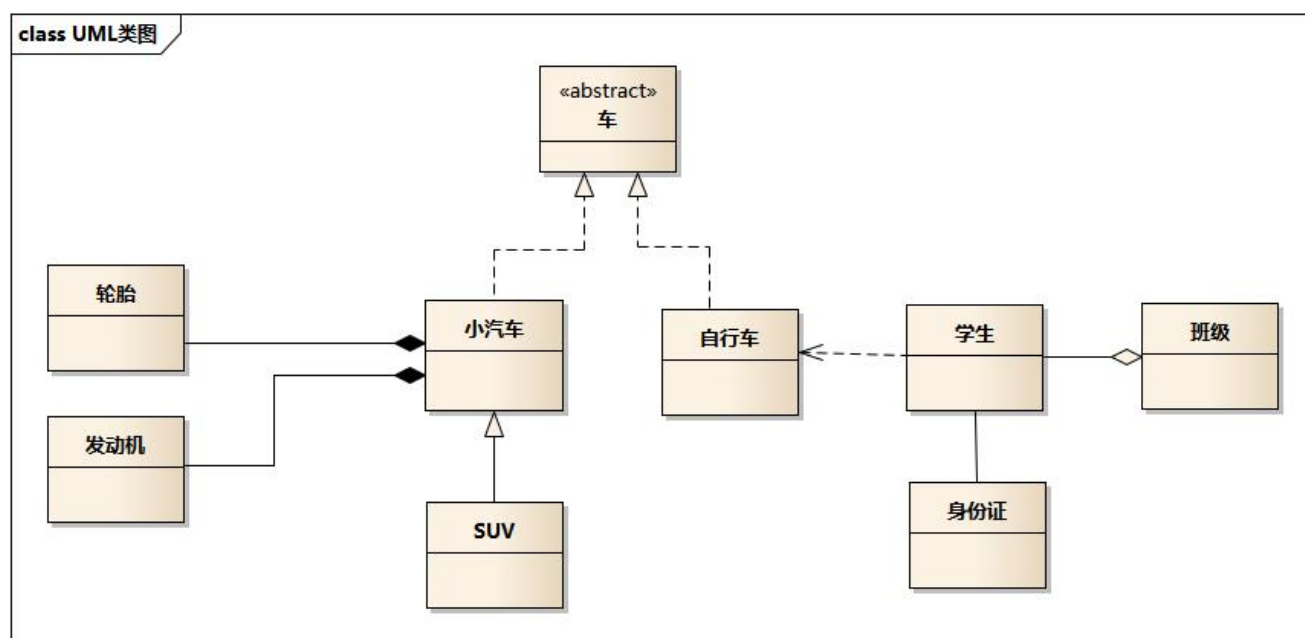 class UML类图
«abstract»
车
轮胎
小汽车
自行车
学生
班级
发动机
SUV
身份证